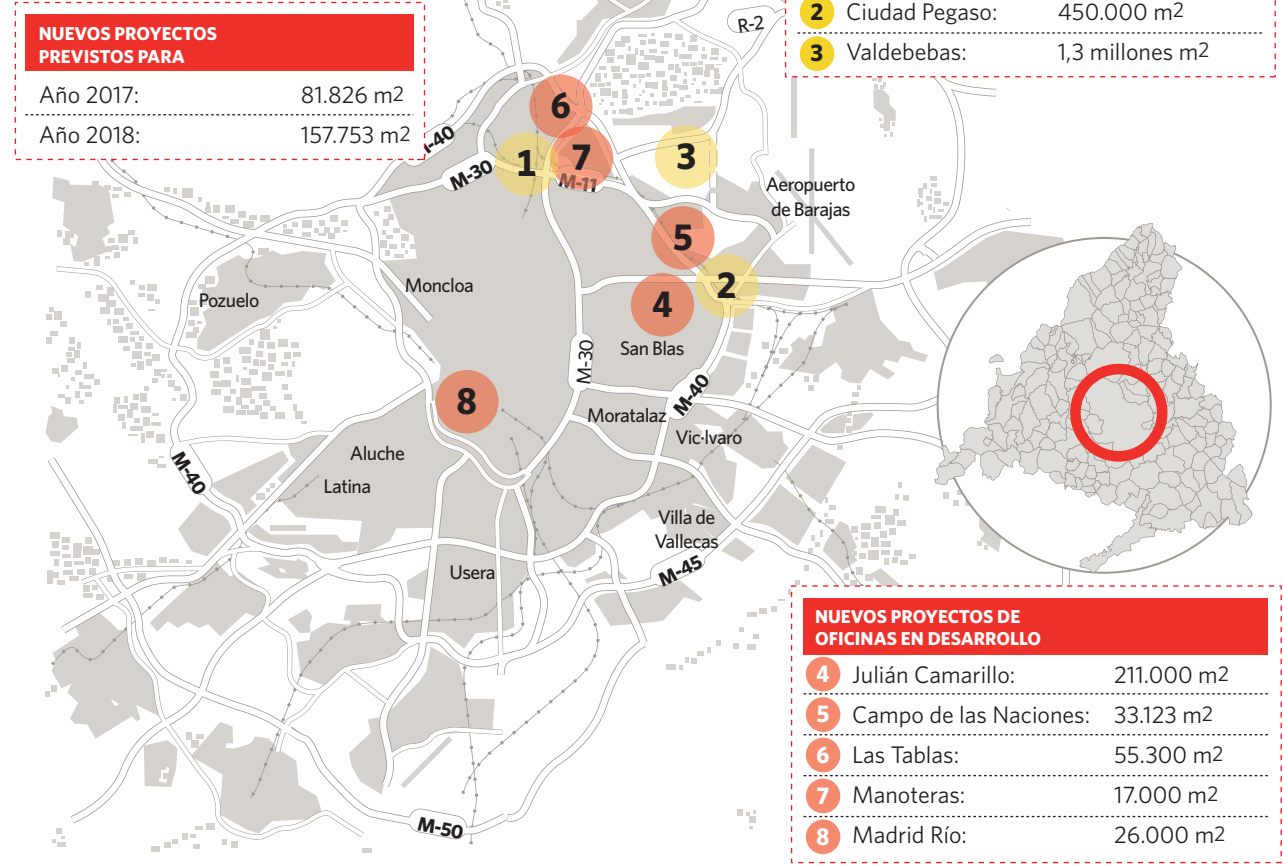 NUEVOS PROYECTOS
PREVISTOS PARA
Año 2017: 81.826 m2
Año 2018: 157.753 m2
2 Ciudad Pegaso: 450.000 m2
3 Valdebebas: 1,3 millones m2
R-2
6
-40
1
7
3
M-30
M-11
Aeropuerto
de Barajas
5
Moncloa
2
Pozuelo
4
San Blas
M-30
8
M-40
Moratalaz
Vic·lvaro
Aluche
M-40
Latina
Villa de
Vallecas
Usera
M-45
M-50
NUEVOS PROYECTOS DE
OFICINAS EN DESARROLLO
4 Julián Camarillo: 211.000 m2
5 Campo de las Naciones: 33.123 m2
6 Las Tablas: 55.300 m2
7 Manoteras: 17.000 m2
8 Madrid Río: 26.000 m2